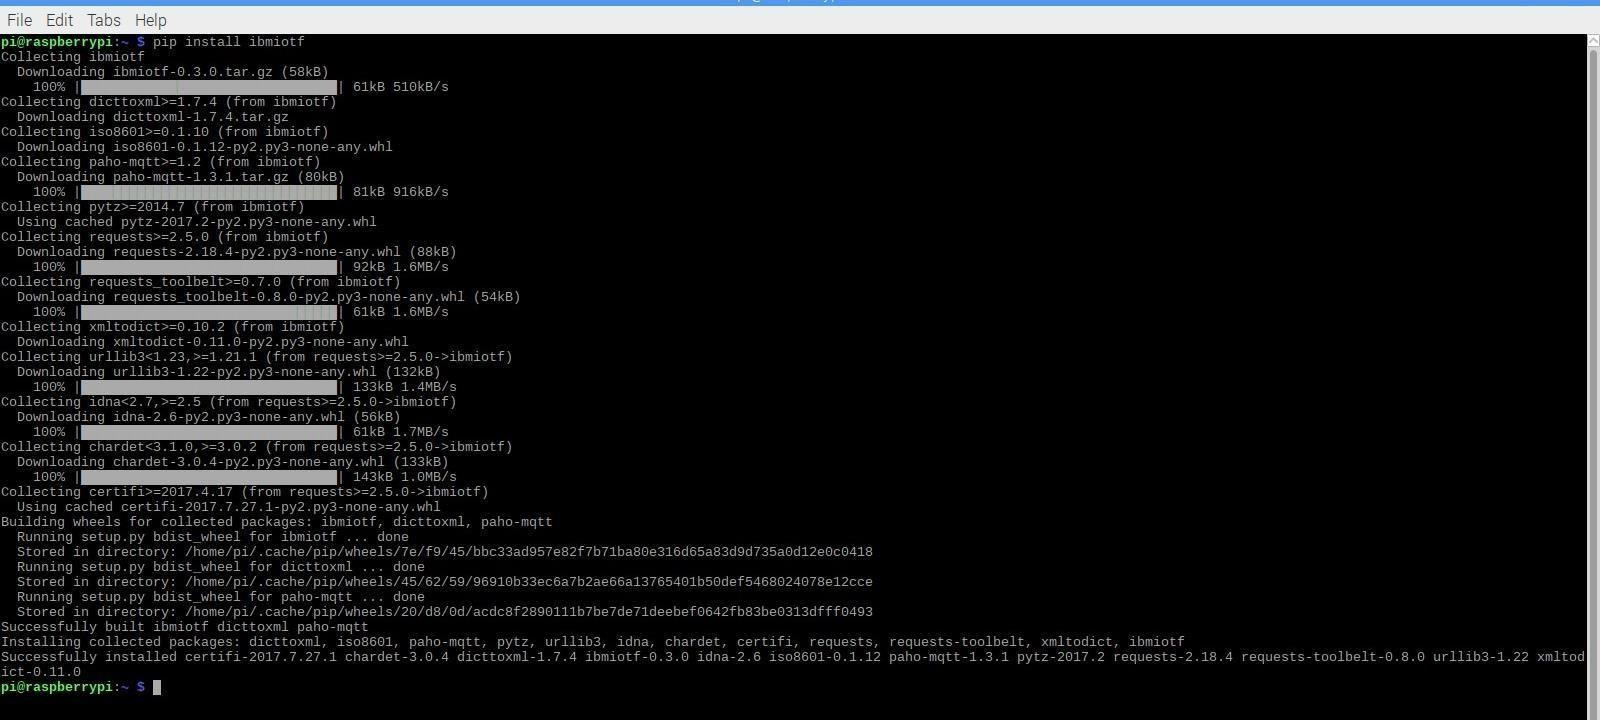 File Edit Tabs Help
pi@raspberrypi:~ $ pip install ibmiotf
Collecting ibmiotf
  Downloading ibmiotf-0.3.0.tar.gz (58kB)
    100% |████████████████████████████████| 61kB 510kB/s
Collecting dicttoxml>=1.7.4 (from ibmiotf)
  Downloading dicttoxml-1.7.4.tar.gz
Collecting iso8601>=0.1.10 (from ibmiotf)
  Downloading iso8601-0.1.12-py2.py3-none-any.whl
Collecting paho-mqtt>=1.2 (from ibmiotf)
  Downloading paho-mqtt-1.3.1.tar.gz (80kB)
    100% |████████████████████████████████| 81kB 916kB/s
Collecting pytz>=2014.7 (from ibmiotf)
  Using cached pytz-2017.2-py2.py3-none-any.whl
Collecting requests>=2.5.0 (from ibmiotf)
  Downloading requests-2.18.4-py2.py3-none-any.whl (88kB)
    100% |████████████████████████████████| 92kB 1.6MB/s
Collecting requests_toolbelt>=0.7.0 (from ibmiotf)
  Downloading requests_toolbelt-0.8.0-py2.py3-none-any.whl (54kB)
    100% |████████████████████████████████| 61kB 1.6MB/s
Collecting xmltodict>=0.10.2 (from ibmiotf)
  Downloading xmltodict-0.11.0-py2.py3-none-any.whl
Collecting urllib3<1.23,>=1.21.1 (from requests>=2.5.0->ibmiotf)
  Downloading urllib3-1.22-py2.py3-none-any.whl (132kB)
    100% |████████████████████████████████| 133kB 1.4MB/s
Collecting idna<2.7,>=2.5 (from requests>=2.5.0->ibmiotf)
  Downloading idna-2.6-py2.py3-none-any.whl (56kB)
    100% |████████████████████████████████| 61kB 1.7MB/s
Collecting chardet<3.1.0,>=3.0.2 (from requests>=2.5.0->ibmiotf)
  Downloading chardet-3.0.4-py2.py3-none-any.whl (133kB)
    100% |████████████████████████████████| 143kB 1.0MB/s
Collecting certifi>=2017.4.17 (from requests>=2.5.0->ibmiotf)
  Using cached certifi-2017.7.27.1-py2.py3-none-any.whl
Building wheels for collected packages: ibmiotf, dicttoxml, paho-mqtt
  Running setup.py bdist_wheel for ibmiotf ... done
  Stored in directory: /home/pi/.cache/pip/wheels/7e/f9/45/bbc33ad957e82f7b71ba80e316d65a83d9d735a0d12e0c0418
  Running setup.py bdist_wheel for dicttoxml ... done
  Stored in directory: /home/pi/.cache/pip/wheels/45/62/59/96910b33ec6a7b2ae66a13765401b50def5468024078e12cce
  Running setup.py bdist_wheel for paho-mqtt ... done
  Stored in directory: /home/pi/.cache/pip/wheels/20/d8/0d/acdc8f2890111b7be7de71deebef0642fb83be0313dfff0493
Successfully built ibmiotf dicttoxml paho-mqtt
Installing collected packages: dicttoxml, iso8601, paho-mqtt, pytz, urllib3, idna, chardet, certifi, requests, requests-toolbelt, xmltodict, ibmiotf
Successfully installed certifi-2017.7.27.1 chardet-3.0.4 dicttoxml-1.7.4 ibmiotf-0.3.0 idna-2.6 iso8601-0.1.12 paho-mqtt-1.3.1 pytz-2017.2 requests-2.18.4 requests-toolbelt-0.8.0 urllib3-1.22 xmltod
ict-0.11.0
pi@raspberrypi:~ $